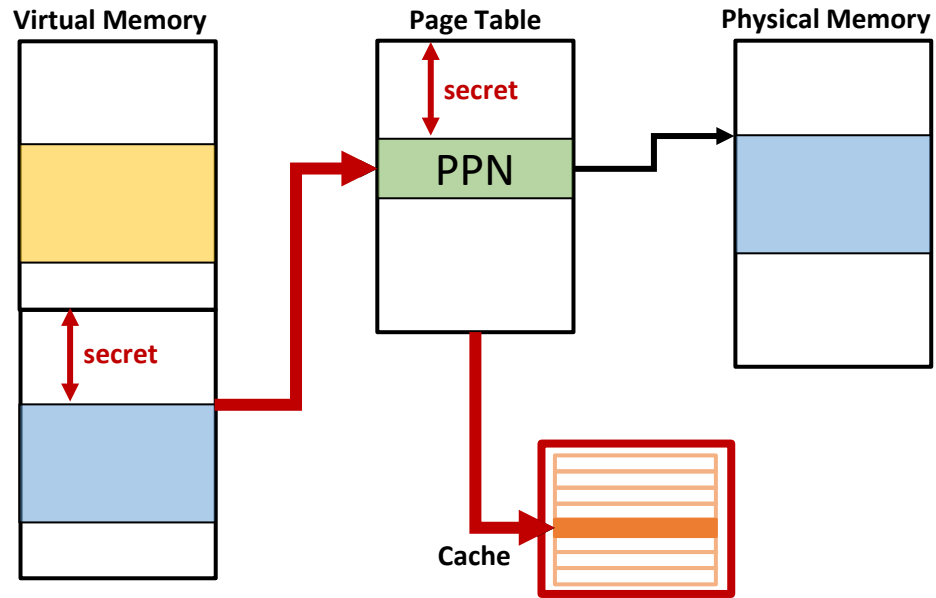 Virtual Memory
Page Table
Physical Memory
secret
PPN
secret
Cache